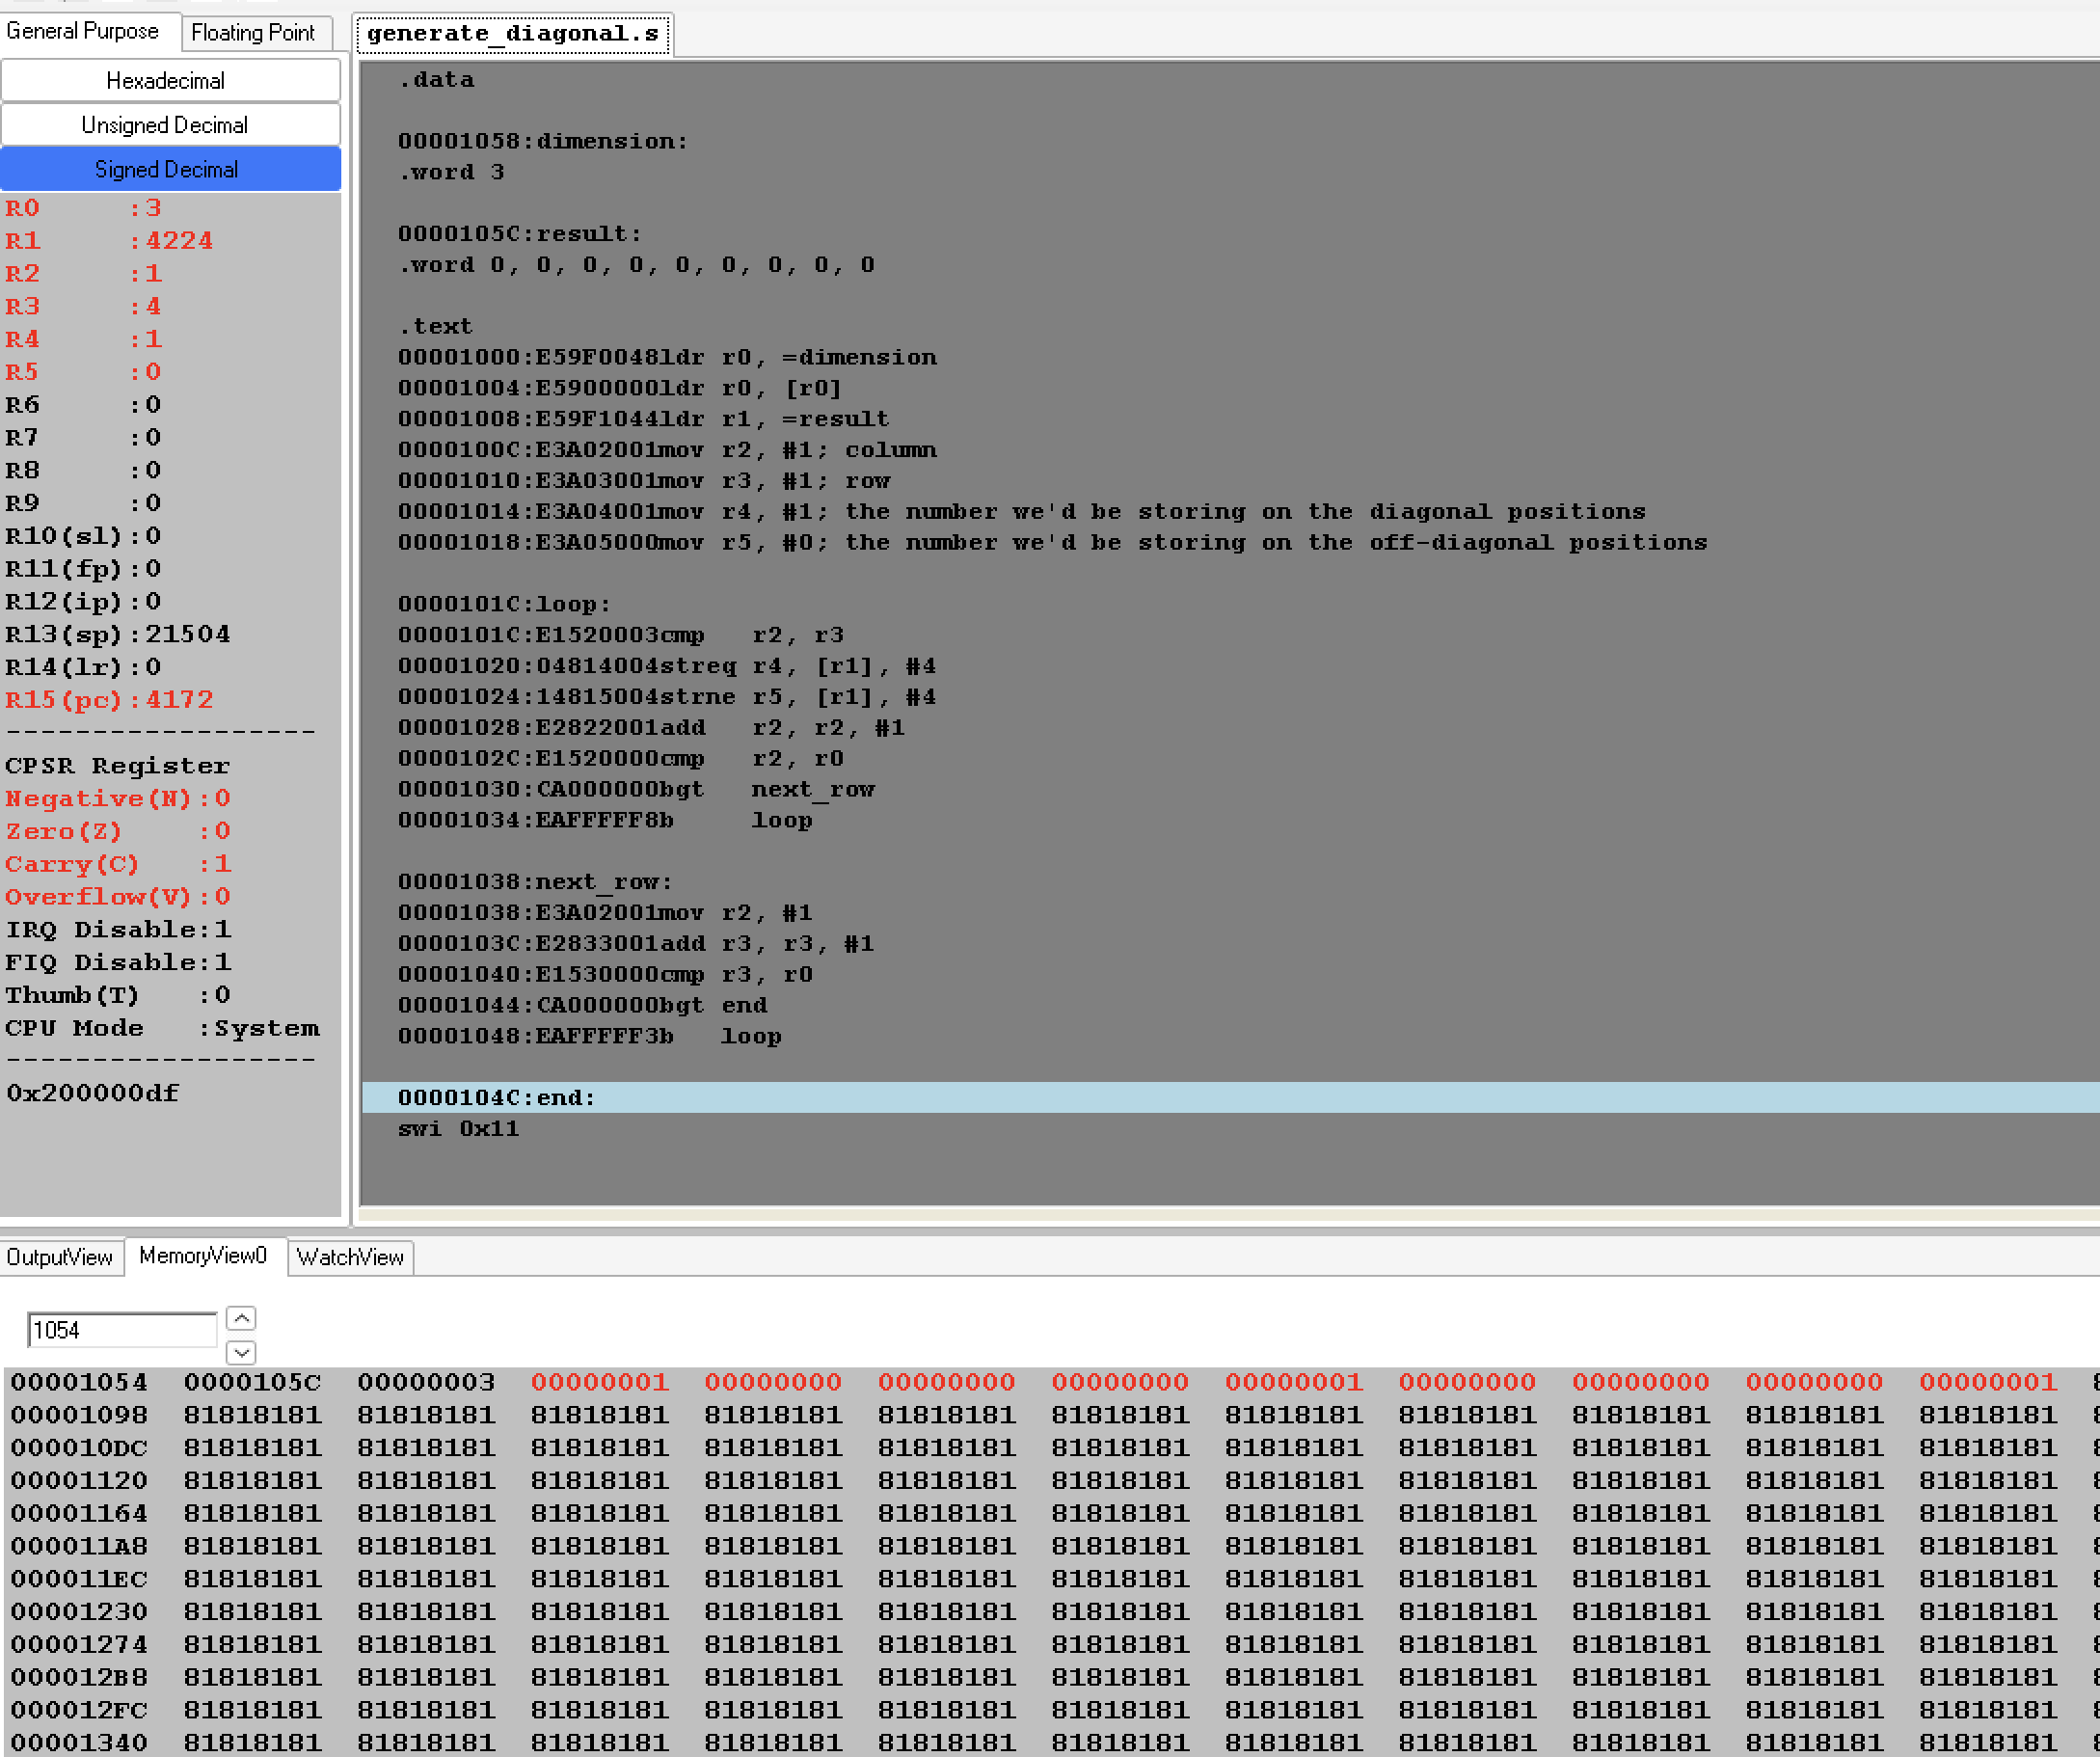 General Purpose Floating Point
Hexadecimal
Unsigned Decimal
Signed Decimal
R0 :3
R1 :4224
R2 :1
R3 :4
R4 :1
R5 :0
R6 :0
R7 :0
R8 :0
R9 :0
R10(sl):0
R11(fp):0
R12(ip):0
R13(sp):21504
R14(lr):0
R15(pc):4172
------------------
CPSR Register
Negative(N):0
Zero(Z) :0
Carry(C) :1
Overflow(V):0
IRQ Disable:1
FIQ Disable:1
Thumb(T) :0
CPU Mode :System
------------------
0x200000df
generate_diagonal.s
.data
00001058:dimension:
.word 3
0000105C:result:
.word 0, 0, 0, 0, 0, 0, 0, 0, 0
.text
00001000:E59F0048ldr r0, =dimension
00001004:E5900000ldr r0, [r0]
00001008:E59F1044ldr r1, =result
0000100C:E3A02001mov r2, #1; column
00001010:E3A03001mov r3, #1; row
00001014:E3A04001mov r4, #1; the number we'd be storing on the diagonal positions
00001018:E3A05000mov r5, #0; the number we'd be storing on the off-diagonal positions
0000101C:loop:
0000101C:E1520003cmp r2, r3
00001020:04814004streq r4, [r1], #4
00001024:14815004strne r5, [r1], #4
00001028:E2822001add r2, r2, #1
0000102C:E1520000cmp r2, r0
00001030:CA000000bgt next_row
00001034:EAFFFFF8b loop
00001038:next_row:
00001038:E3A02001mov r2, #1
0000103C:E2833001add r3, r3, #1
00001040:E1530000cmp r3, r0
00001044:CA000000bgt end
00001048:EAFFFFF3b loop
0000104C:end:
swi 0x11
OutputView MemoryView0 WatchView
1054
00001054 0000105C 00000003 00000001 00000000 00000000 00000000 00000001 00000000 00000000 00000000 00000001
00001098 81818181 81818181 81818181 81818181 81818181 81818181 81818181 81818181 81818181 81818181 81818181
000010DC 81818181 81818181 81818181 81818181 81818181 81818181 81818181 81818181 81818181 81818181 81818181
00001120 81818181 81818181 81818181 81818181 81818181 81818181 81818181 81818181 81818181 81818181 81818181
00001164 81818181 81818181 81818181 81818181 81818181 81818181 81818181 81818181 81818181 81818181 81818181
000011A8 81818181 81818181 81818181 81818181 81818181 81818181 81818181 81818181 81818181 81818181 81818181
000011EC 81818181 81818181 81818181 81818181 81818181 81818181 81818181 81818181 81818181 81818181 81818181
00001230 81818181 81818181 81818181 81818181 81818181 81818181 81818181 81818181 81818181 81818181 81818181
00001274 81818181 81818181 81818181 81818181 81818181 81818181 81818181 81818181 81818181 81818181 81818181
000012B8 81818181 81818181 81818181 81818181 81818181 81818181 81818181 81818181 81818181 81818181 81818181
000012FC 81818181 81818181 81818181 81818181 81818181 81818181 81818181 81818181 81818181 81818181 81818181
00001340 81818181 81818181 81818181 81818181 81818181 81818181 81818181 81818181 81818181 81818181 81818181